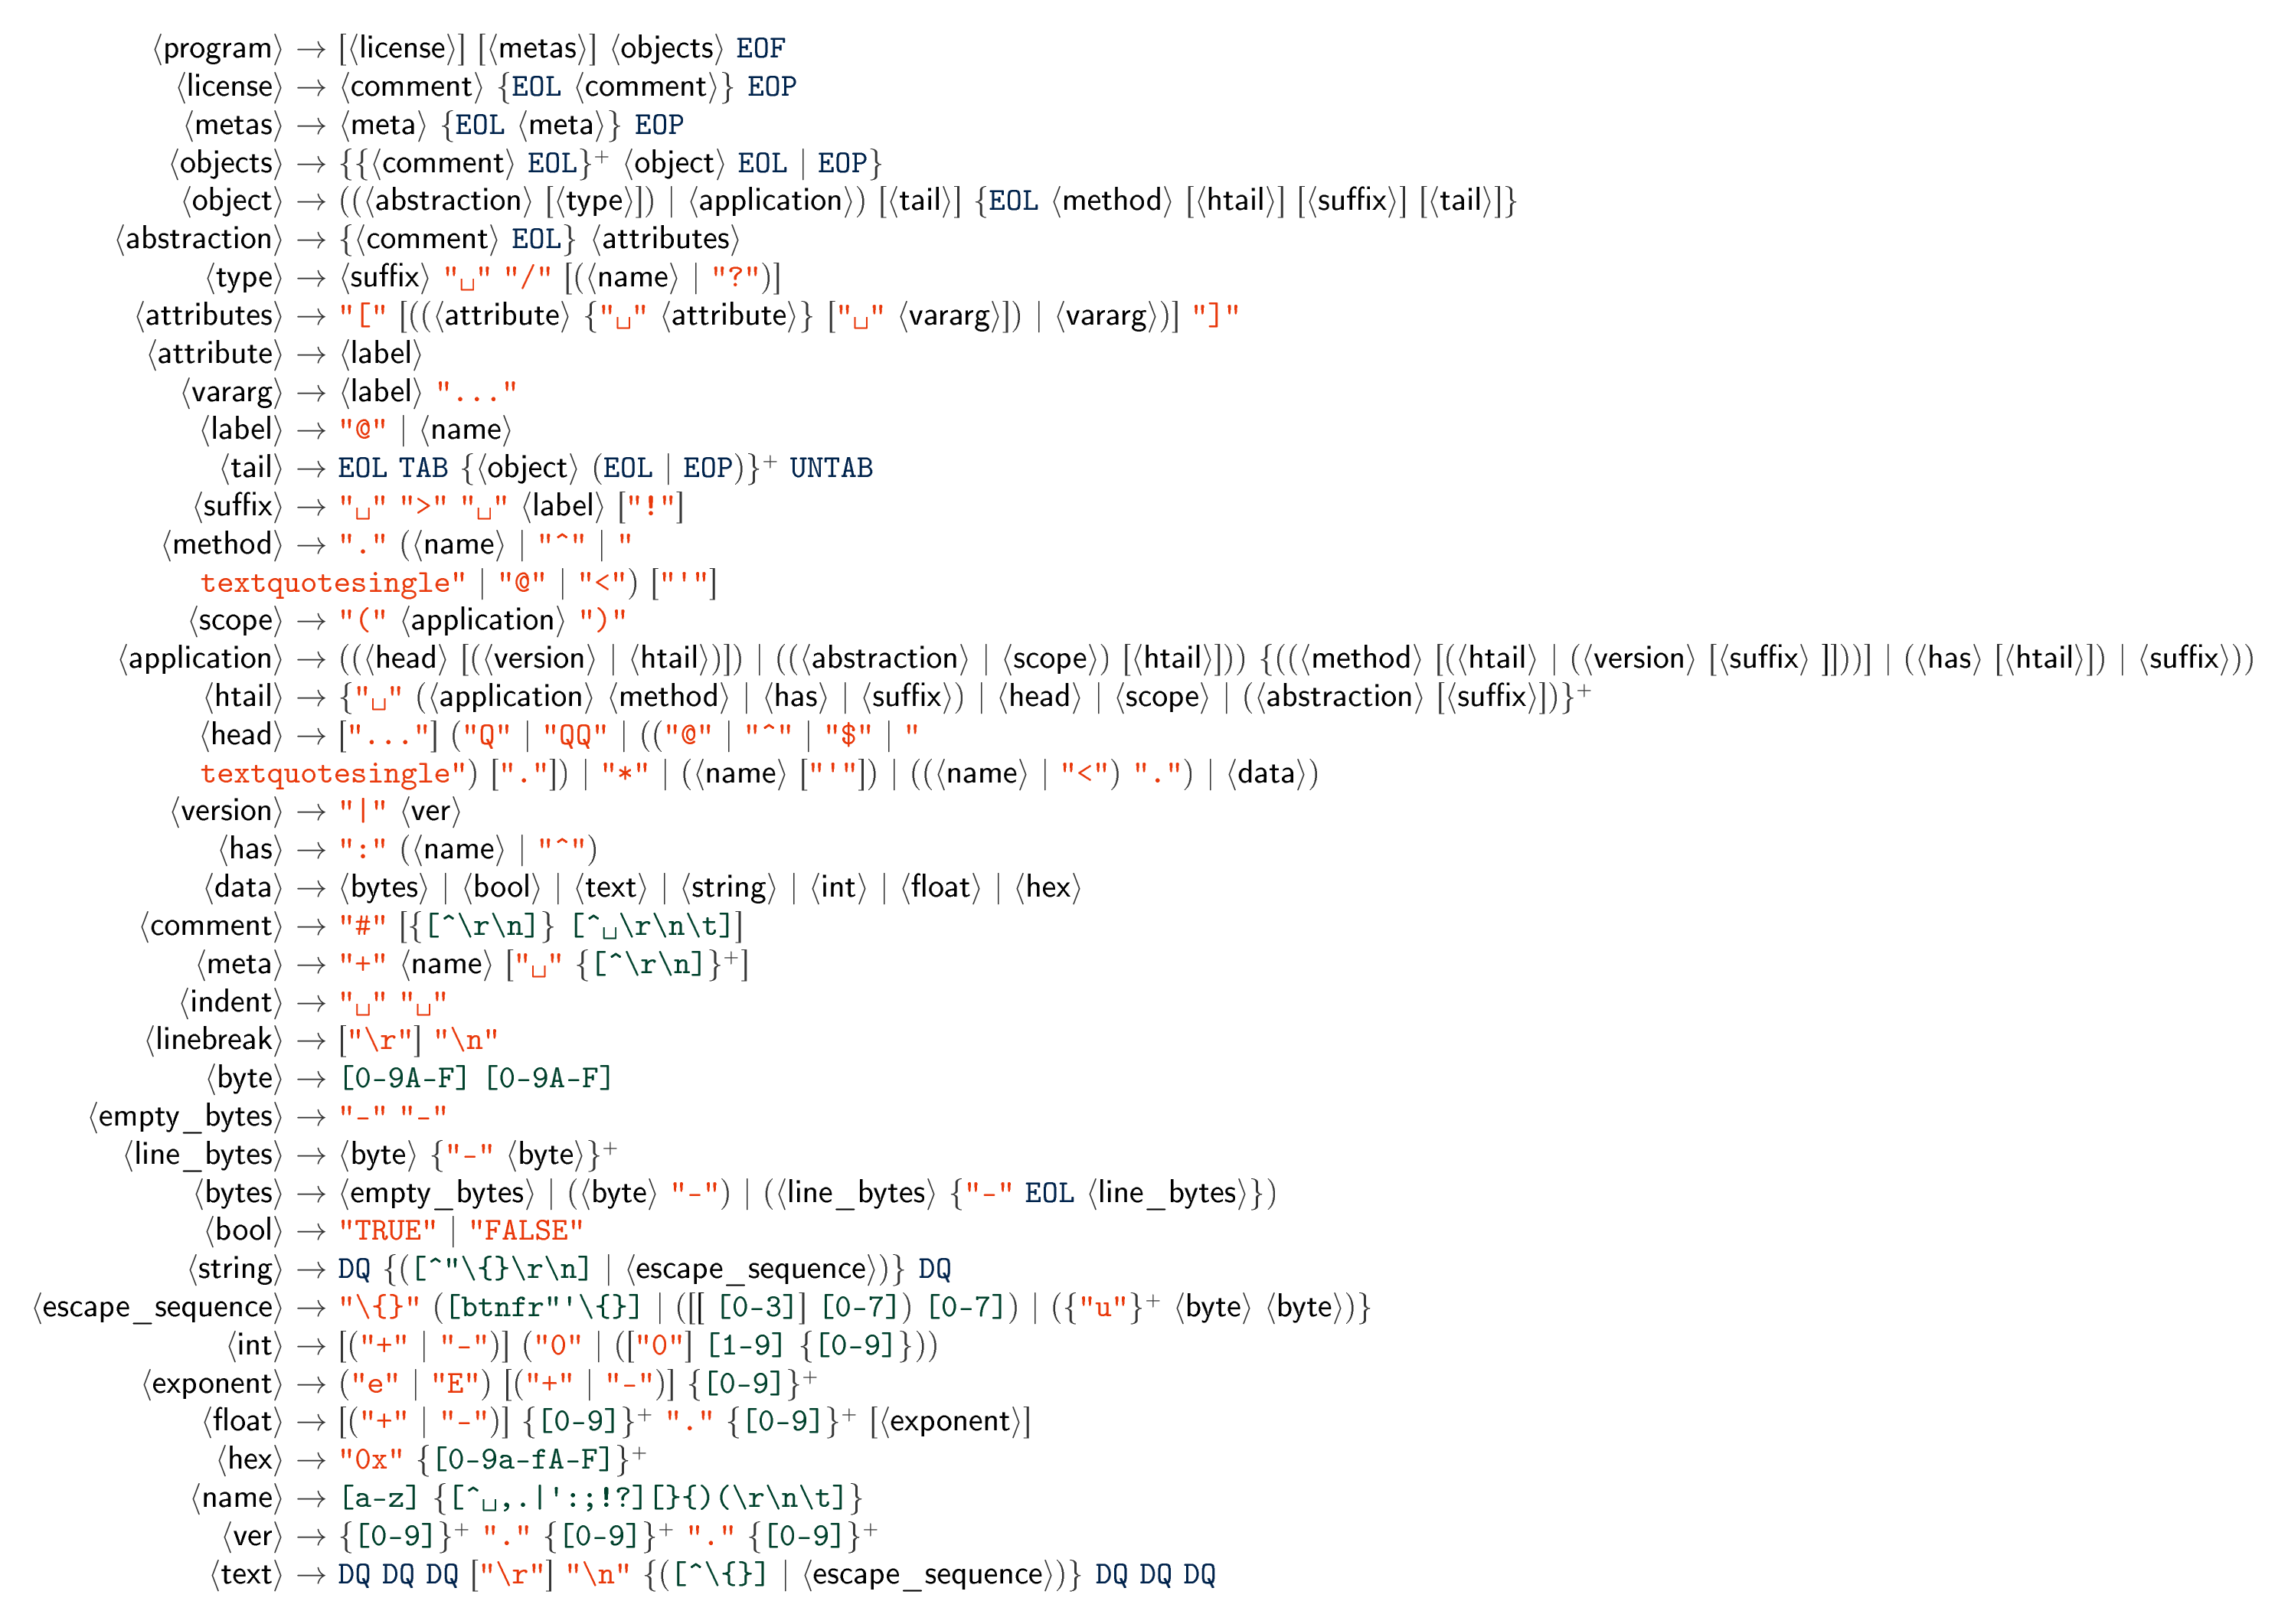 ⟨program⟩ → [⟨license⟩] [⟨metas⟩] ⟨objects⟩ EOF
⟨license⟩ → ⟨comment⟩ {EOL ⟨comment⟩} EOP
⟨metas⟩ → ⟨meta⟩ {EOL ⟨meta⟩} EOP
⟨objects⟩ → {{⟨comment⟩ EOL}⁺ ⟨object⟩ EOL | EOP}
⟨object⟩ → ((⟨abstraction⟩ [⟨type⟩]) | ⟨application⟩) [⟨tail⟩] {EOL ⟨method⟩ [⟨htail⟩] [⟨suffix⟩] [⟨tail⟩]}
⟨abstraction⟩ → {⟨comment⟩ EOL} ⟨attributes⟩
⟨type⟩ → ⟨suffix⟩ "␣" "/" [(⟨name⟩ | "?")]
⟨attributes⟩ → "[" [((⟨attribute⟩ {"␣" ⟨attribute⟩} ["␣" ⟨vararg⟩]) | ⟨vararg⟩)] "]"
⟨attribute⟩ → ⟨label⟩
⟨vararg⟩ → ⟨label⟩ "..."
⟨label⟩ → "@" | ⟨name⟩
⟨tail⟩ → EOL TAB {⟨object⟩ (EOL | EOP)}⁺ UNTAB
⟨suffix⟩ → "␣" ">" "␣" ⟨label⟩ ["!"]
⟨method⟩ → "." (⟨name⟩ | "^" | "
textquotesingle" | "@" | "<") ["'"]
⟨scope⟩ → "(" ⟨application⟩ ")"
⟨application⟩ → ((⟨head⟩ [(⟨version⟩ | ⟨htail⟩)]) | ((⟨abstraction⟩ | ⟨scope⟩) [⟨htail⟩])) {((⟨method⟩ [(⟨htail⟩ | (⟨version⟩ [⟨suffix⟩ ]]))] | (⟨has⟩ [⟨htail⟩]) | ⟨suffix⟩))
⟨htail⟩ → {"␣" (⟨application⟩ ⟨method⟩ | ⟨has⟩ | ⟨suffix⟩) | ⟨head⟩ | ⟨scope⟩ | (⟨abstraction⟩ [⟨suffix⟩])}⁺
⟨head⟩ → ["..."] ("Q" | "QQ" | (("@" | "^" | "$" | "
textquotesingle") ["."]) | "*" | (⟨name⟩ ["'"]) | ((⟨name⟩ | "<") ".") | ⟨data⟩)
⟨version⟩ → "|" ⟨ver⟩
⟨has⟩ → ":" (⟨name⟩ | "^")
⟨data⟩ → ⟨bytes⟩ | ⟨bool⟩ | ⟨text⟩ | ⟨string⟩ | ⟨int⟩ | ⟨float⟩ | ⟨hex⟩
⟨comment⟩ → "#" [{[^\r\n]} [^␣\r\n\t]]
⟨meta⟩ → "+" ⟨name⟩ ["␣" {[^\r\n]}⁺]
⟨indent⟩ → "␣" "␣"
⟨linebreak⟩ → ["\r"] "\n"
⟨byte⟩ → [0-9A-F] [0-9A-F]
⟨empty_bytes⟩ → "-" "-"
⟨line_bytes⟩ → ⟨byte⟩ {"-" ⟨byte⟩}⁺
⟨bytes⟩ → ⟨empty_bytes⟩ | (⟨byte⟩ "-") | (⟨line_bytes⟩ {"-" EOL ⟨line_bytes⟩})
⟨bool⟩ → "TRUE" | "FALSE"
⟨string⟩ → DQ {([^"\{}\r\n] | ⟨escape_sequence⟩)} DQ
⟨escape_sequence⟩ → "\{}" ([btnfr"'\{}] | ([[ [0-3]] [0-7]) [0-7]) | ({"u"}⁺ ⟨byte⟩ ⟨byte⟩)}
⟨int⟩ → [("+" | "-")] ("0" | (["0"] [1-9] {[0-9]}))
⟨exponent⟩ → ("e" | "E") [("+" | "-")] {[0-9]}⁺
⟨float⟩ → [("+" | "-")] {[0-9]}⁺ "." {[0-9]}⁺ [⟨exponent⟩]
⟨hex⟩ → "0x" {[0-9a-fA-F]}⁺
⟨name⟩ → [a-z] {[^␣,.|':;!?][}{)(\r\n\t]}
⟨ver⟩ → {[0-9]}⁺ "." {[0-9]}⁺ "." {[0-9]}⁺
⟨text⟩ → DQ DQ DQ ["\r"] "\n" {([^\{}] | ⟨escape_sequence⟩)} DQ DQ DQ